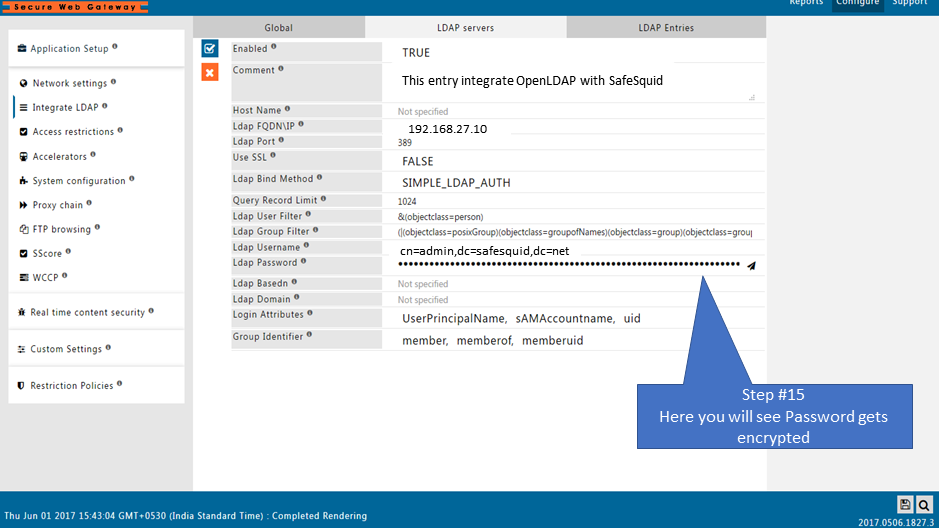 Secure Web Gateway
Reports Configure Support
Global LDAP servers LDAP Entries
Application Setup
Network settings
Integrate LDAP
Access restrictions
Accelerators
System configuration
Proxy chain
FTP browsing
SScore
WCCP
Real time content security
Custom Settings
Restriction Policies
Enabled TRUE
Comment This entry integrate OpenLDAP with SafeSquid
Host Name Not specified
Ldap FQDN\IP 192.168.27.10
Ldap Port 389
Use SSL FALSE
Ldap Bind Method SIMPLE_LDAP_AUTH
Query Record Limit 1024
Ldap User Filter &(objectclass=person)
Ldap Group Filter (|(objectclass=posixGroup)(objectclass=groupofNames)(objectclass=group)(objectclass=grou
Ldap Username cn=admin,dc=safesquid,dc=net
Ldap Password
Ldap Basedn Not specified
Ldap Domain Not specified
Login Attributes UserPrincipalName, sAMAccountname, uid
Group Identifier member, memberof, memberuid
Step #15
Here you will see Password gets
encrypted
Thu Jun 01 2017 15:43:04 GMT+0530 (India Standard Time) : Completed Rendering
2017.0506.1827.3